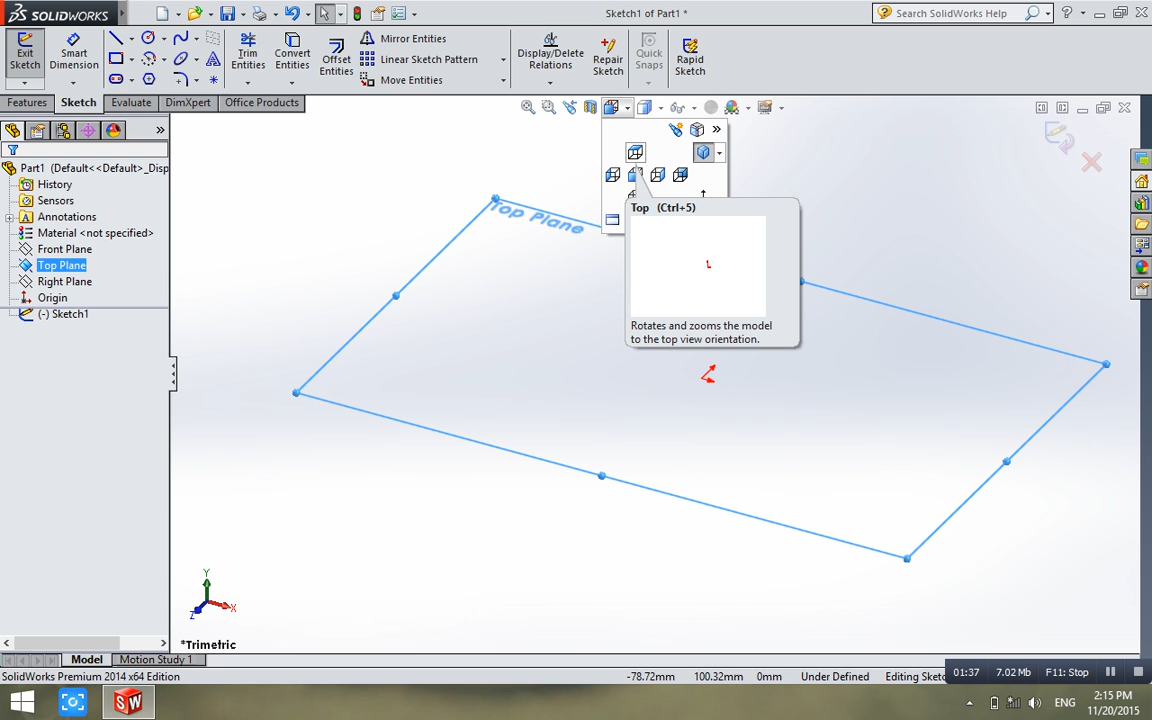 SOLIDWORKS
Sketch1 of Part1 *
Search SolidWorks Help
Exit
Sketch
Smart
Dimension
Trim
Entities
Convert
Entities
Offset
Entities
Mirror Entities
Linear Sketch Pattern
Move Entities
Display/Delete
Relations
Repair
Sketch
Quick
Snaps
Rapid
Sketch
Features
Sketch
Evaluate
DimXpert
Office Products
Part1 (Default<<Default>_Disp
History
Sensors
Annotations
Material <not specified>
Front Plane
Top Plane
Right Plane
Origin
(-) Sketch1
Top Plane
Top (Ctrl+5)
Rotates and zooms the model
to the top view orientation.
Y
X
Z
*Trimetric
Model
Motion Study 1
SolidWorks Premium 2014 x64 Edition
-78.72mm
100.32mm
0mm
Under Defined
Editing Sketc
01:37
7.02 Mb
F11: Stop
SW
ENG
2:15 PM
11/20/2015